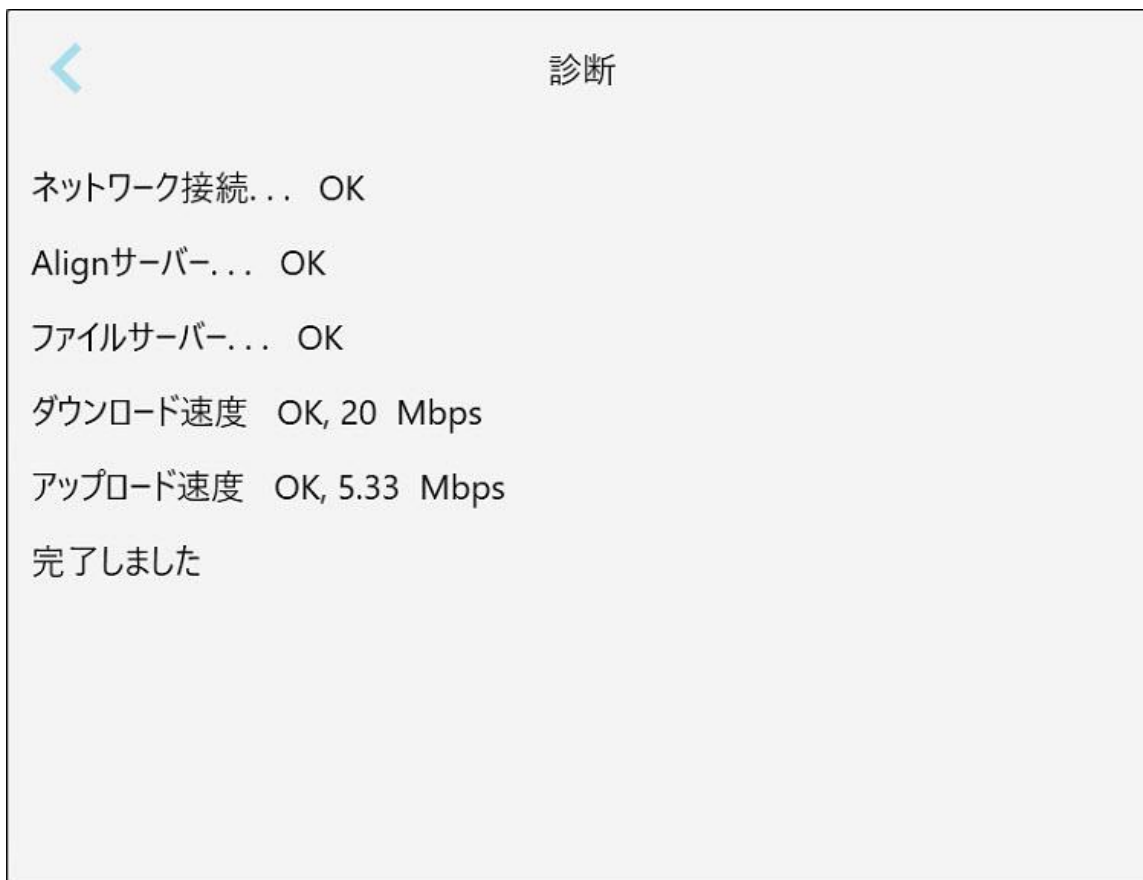 診断
ネットワーク接続... OK
Alignサーバー... OK
ファイルサーバー... OK
ダウンロード速度 OK, 20 Mbps
アップロード速度 OK, 5.33 Mbps
完了しました